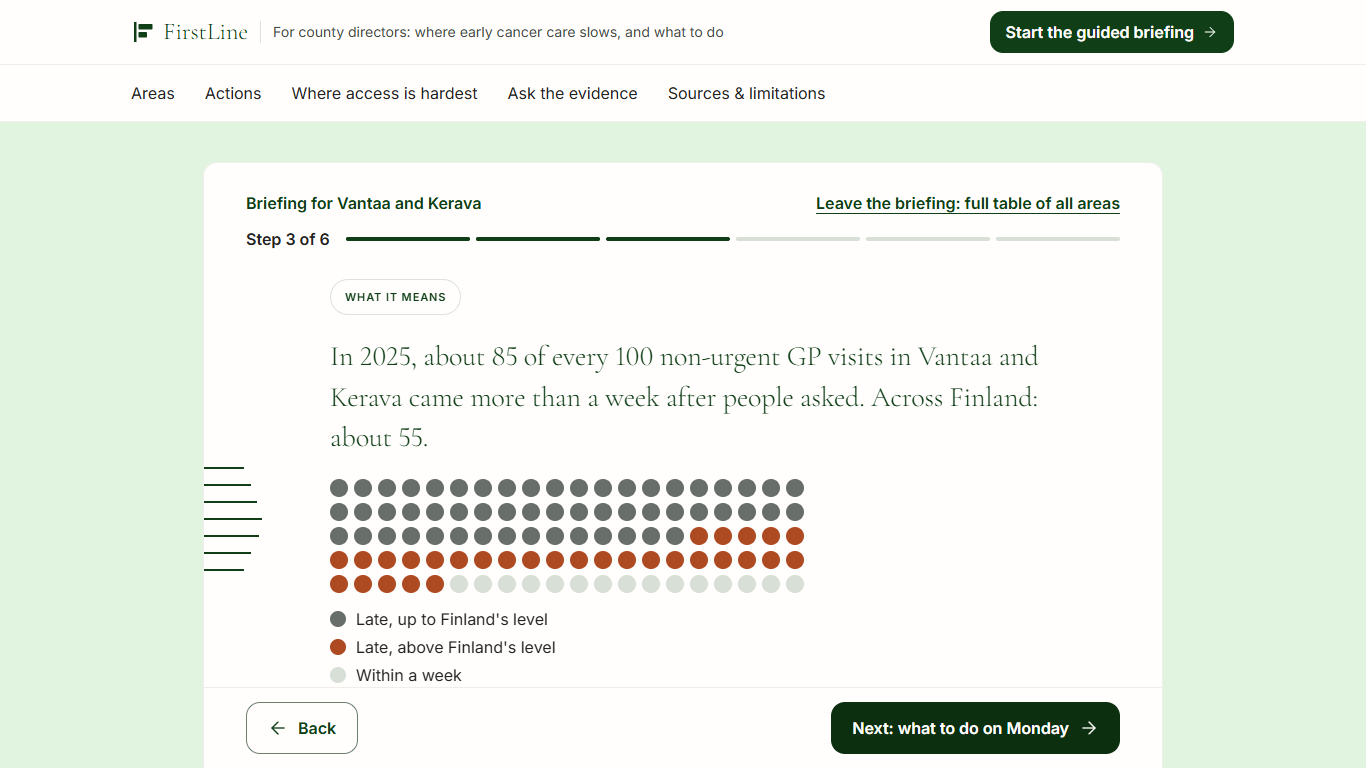 FirstLine
For county directors: where early cancer care slows, and what to do
Start the guided briefing
Areas
Actions
Where access is hardest
Ask the evidence
Sources & limitations
Briefing for Vantaa and Kerava
Leave the briefing: full table of all areas
Step 3 of 6
WHAT IT MEANS
In 2025, about 85 of every 100 non-urgent GP visits in Vantaa and
Kerava came more than a week after people asked. Across Finland:
about 55.
Late, up to Finland's level
Late, above Finland's level
Within a week
Back
Next: what to do on Monday